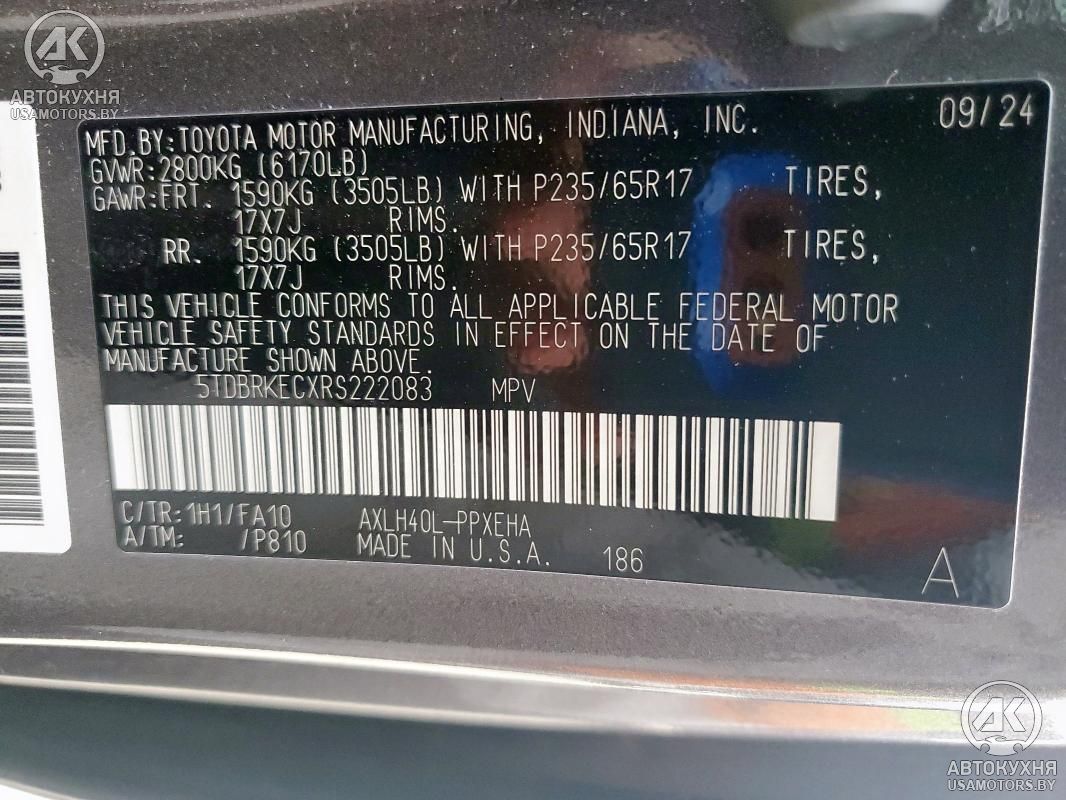 AK
АВТОКУХНЯ
USAMOTORS.BY
MFD.BY:TOYOTA MOTOR MANUFACTURING, INDIANA, INC. 09/24
GVWR:2800KG (6170LB)
GAWR:FRT. 1590KG (3505LB) WITH P235/65R17 TIRES,
17X7J RIMS.
RR. 1590KG (3505LB) WITH P235/65R17 TIRES,
17X7J RIMS.
THIS VEHICLE CONFORMS TO ALL APPLICABLE FEDERAL MOTOR
VEHICLE SAFETY STANDARDS IN EFFECT ON THE DATE OF
MANUFACTURE SHOWN ABOVE.
5TDBRKECXRS222083 MPV
C/TR:1H1/FA10 AXLH40L-PPXEHA
A/TM: /P810 MADE IN U.S.A. 186 A
AK
АВТОКУХНЯ
USAMOTORS.BY